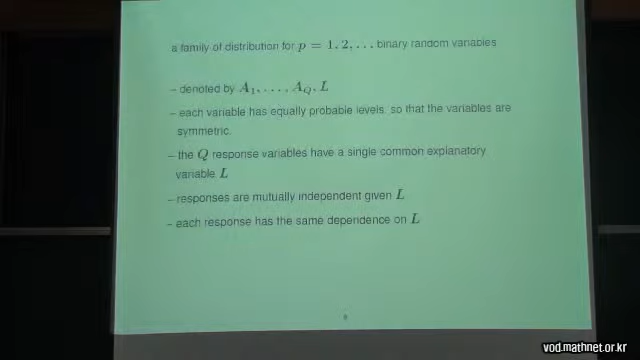 a family of distribution for p = 1, 2, . . . binary random variables
– denoted by A₁, . . . , A_Q, L
– each variable has equally probable levels, so that the variables are
symmetric.
– the Q response variables have a single common explanatory
variable L
– responses are mutually independent given L
– each response has the same dependence on L
vod.mathnet.or.kr